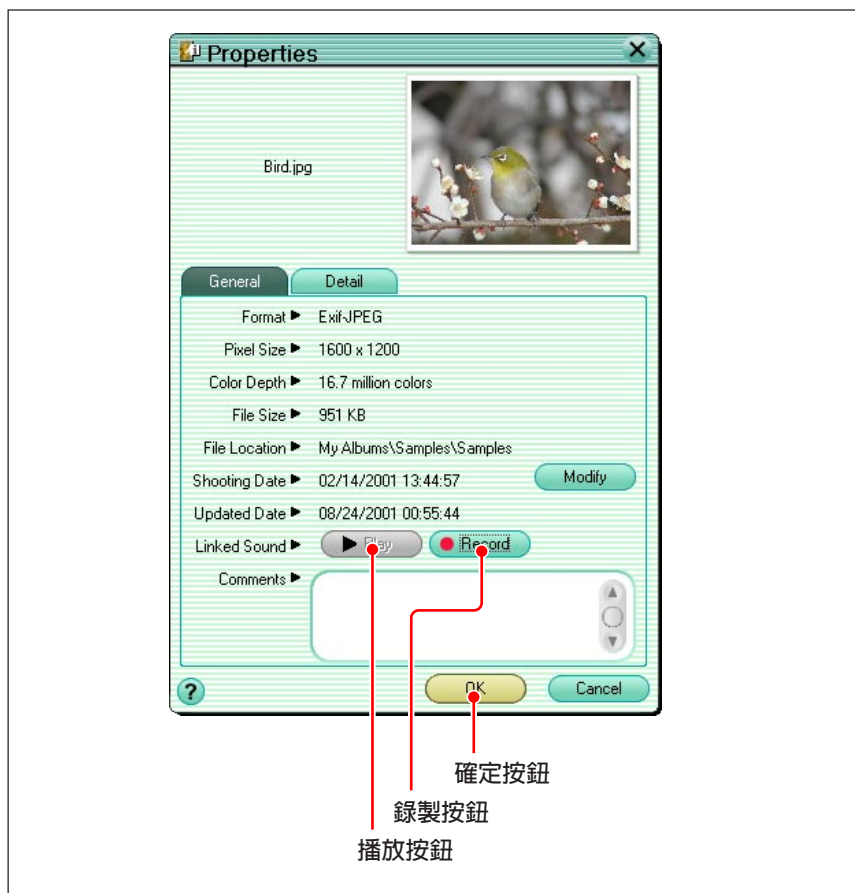 Properties
Bird.jpg
General Detail
Format ▶ Exif-JPEG
Pixel Size ▶ 1600 x 1200
Color Depth ▶ 16.7 million colors
File Size ▶ 951 KB
File Location ▶ My Albums\Samples\Samples
Shooting Date ▶ 02/14/2001 13:44:57 Modify
Updated Date ▶ 08/24/2001 00:55:44
Linked Sound ▶ ▶ Play Record
Comments ▶
? OK Cancel
確定按鈕
錄製按鈕
播放按鈕